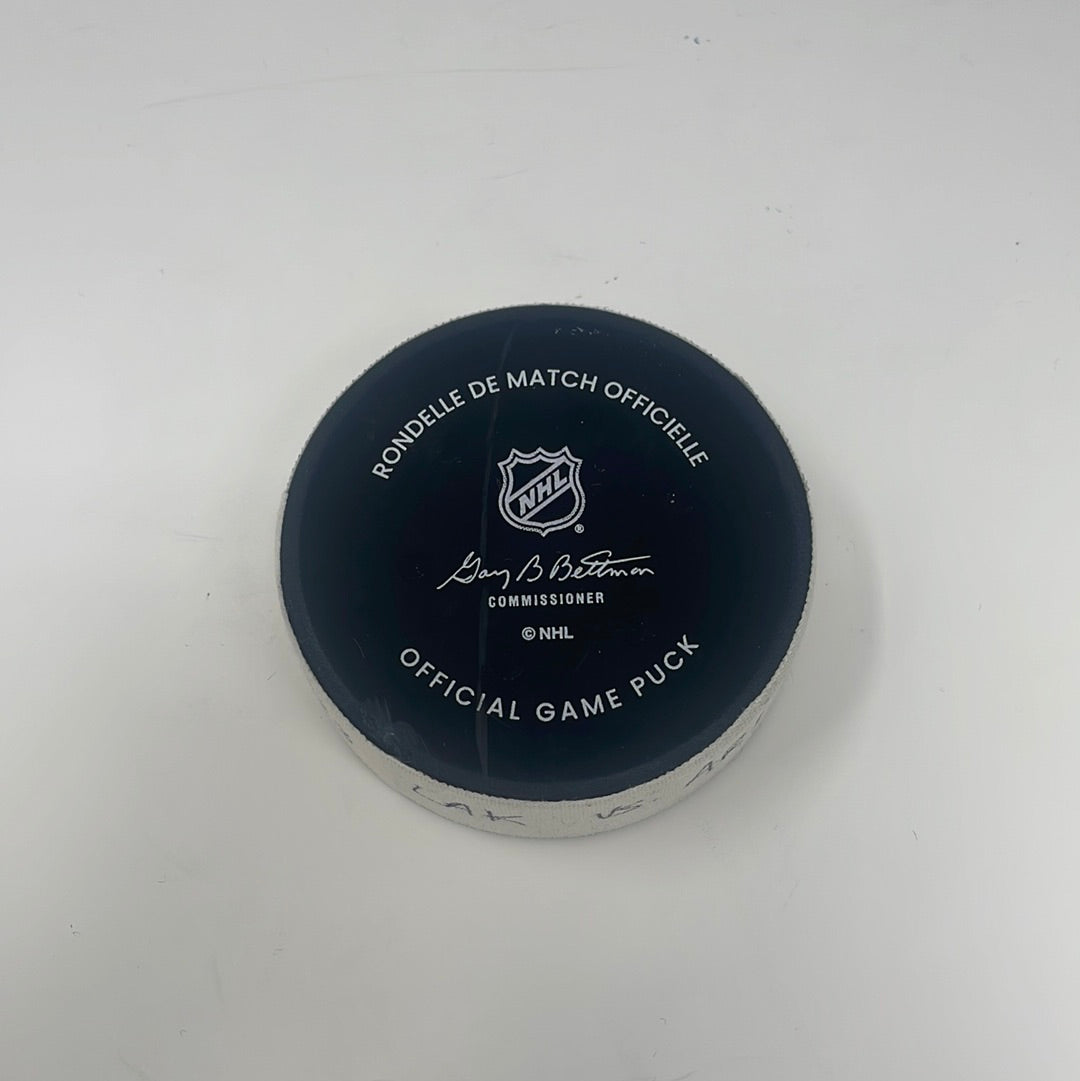 RONDELLE DE MATCH OFFICIELLE
NHL
®
Gary B Bettman
COMMISSIONER
© NHL
OFFICIAL GAME PUCK
LAK vs.